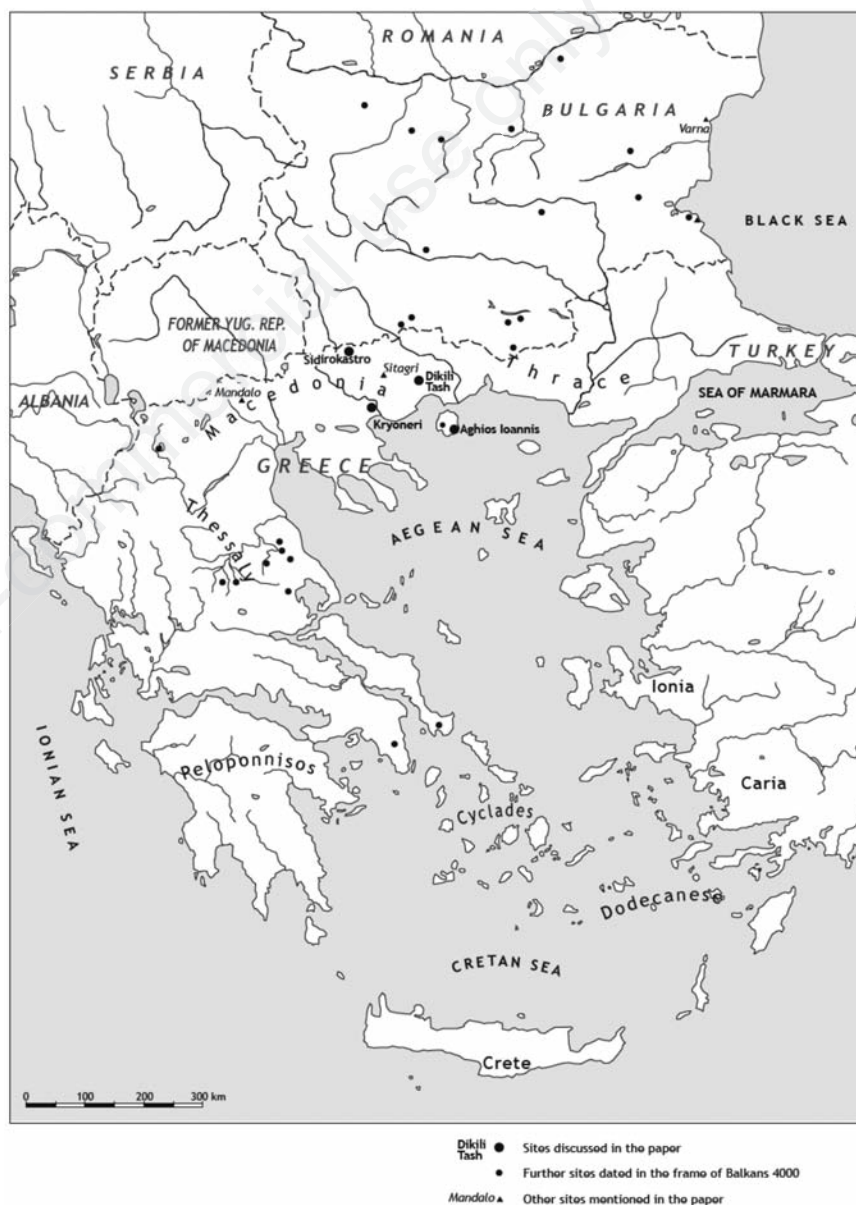 ROMANIA
SERBIA
BULGARIA
Varna
BLACK SEA
FORMER YUG. REP.
OF MACEDONIA
Sidirokastro
Sitagri
Dikili
Tash
Thrace
TURKEY
SEA OF MARMARA
ALBANIA
Mandalo
Macedonia
Kryoneri
Aghios Ioannis
GREECE
Thessaly
AEGEAN SEA
Ionia
IONIAN SEA
Peloponnisos
Caria
Cyclades
Dodecanese
CRETAN SEA
Crete
0 100 200 300 km
Dikili
Tash
Sites discussed in the paper
Further sites dated in the frame of Balkans 4000
Mandalo
Other sites mentioned in the paper
commercial use only